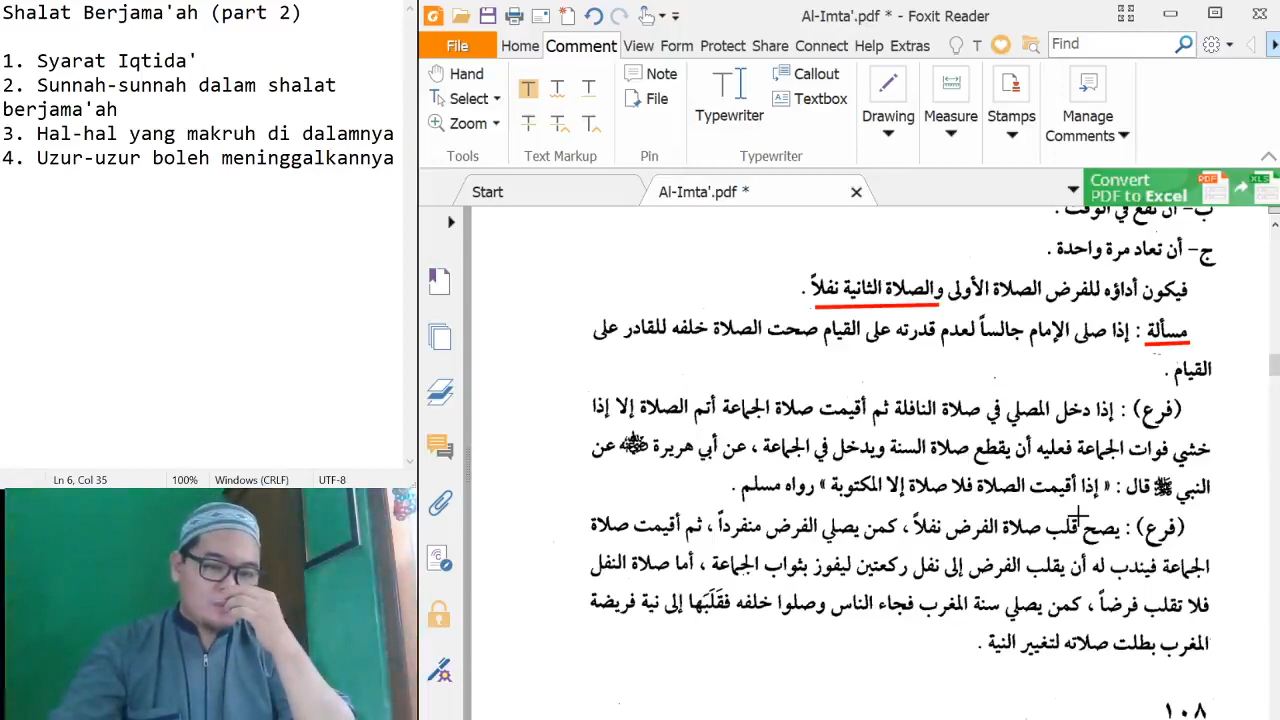 Shalat Berjama'ah (part 2)
1. Syarat Iqtida'
2. Sunnah-sunnah dalam shalat
berjama'ah
3. Hal-hal yang makruh di dalamnya
4. Uzur-uzur boleh meninggalkannya
Ln 6, Col 35 100% Windows (CRLF) UTF-8
Al-Imta'.pdf * - Foxit Reader
File Home Comment View Form Protect Share Connect Help Extras Find
Hand
Select
Zoom
Tools
Text Markup
Note
File
Pin
Typewriter
Callout
Textbox
Typewriter
Drawing
Measure
Stamps
Manage
Comments
Start
Al-Imta'.pdf *
Convert
PDF to Excel
PDF
XLS
ب- أن تقع في الوقت .
ج- أن تعاد مرة واحدة .
فيكون أداؤه للفرض الصلاة الأولى والصلاة الثانية نفلاً .
مسألة : إذا صلى الإمام جالساً لعدم قدرته على القيام صحت الصلاة خلفه للقادر على
القيام .
(فرع) : إذا دخل المصلي في صلاة النافلة ثم أقيمت صلاة الجماعة أتم الصلاة إلا إذا
خشي فوات الجماعة فعليه أن يقطع صلاة السنة ويدخل في الجماعة ، عن أبي هريرة عن
النبي ﷺ قال : « إذا أقيمت الصلاة فلا صلاة إلا المكتوبة » رواه مسلم .
(فرع) : يصح قلب صلاة الفرض نفلاً ، كمن يصلي الفرض منفرداً ، ثم أقيمت صلاة
الجماعة فيندب له أن يقلب الفرض إلى نفل ركعتين ليفوز بثواب الجماعة ، أما صلاة النفل
فلا تقلب فرضاً ، كمن يصلي سنة المغرب فجاء الناس وصلوا خلفه فقَلَبَها إلى نية فريضة
المغرب بطلت صلاته لتغيير النية .
١٠٨